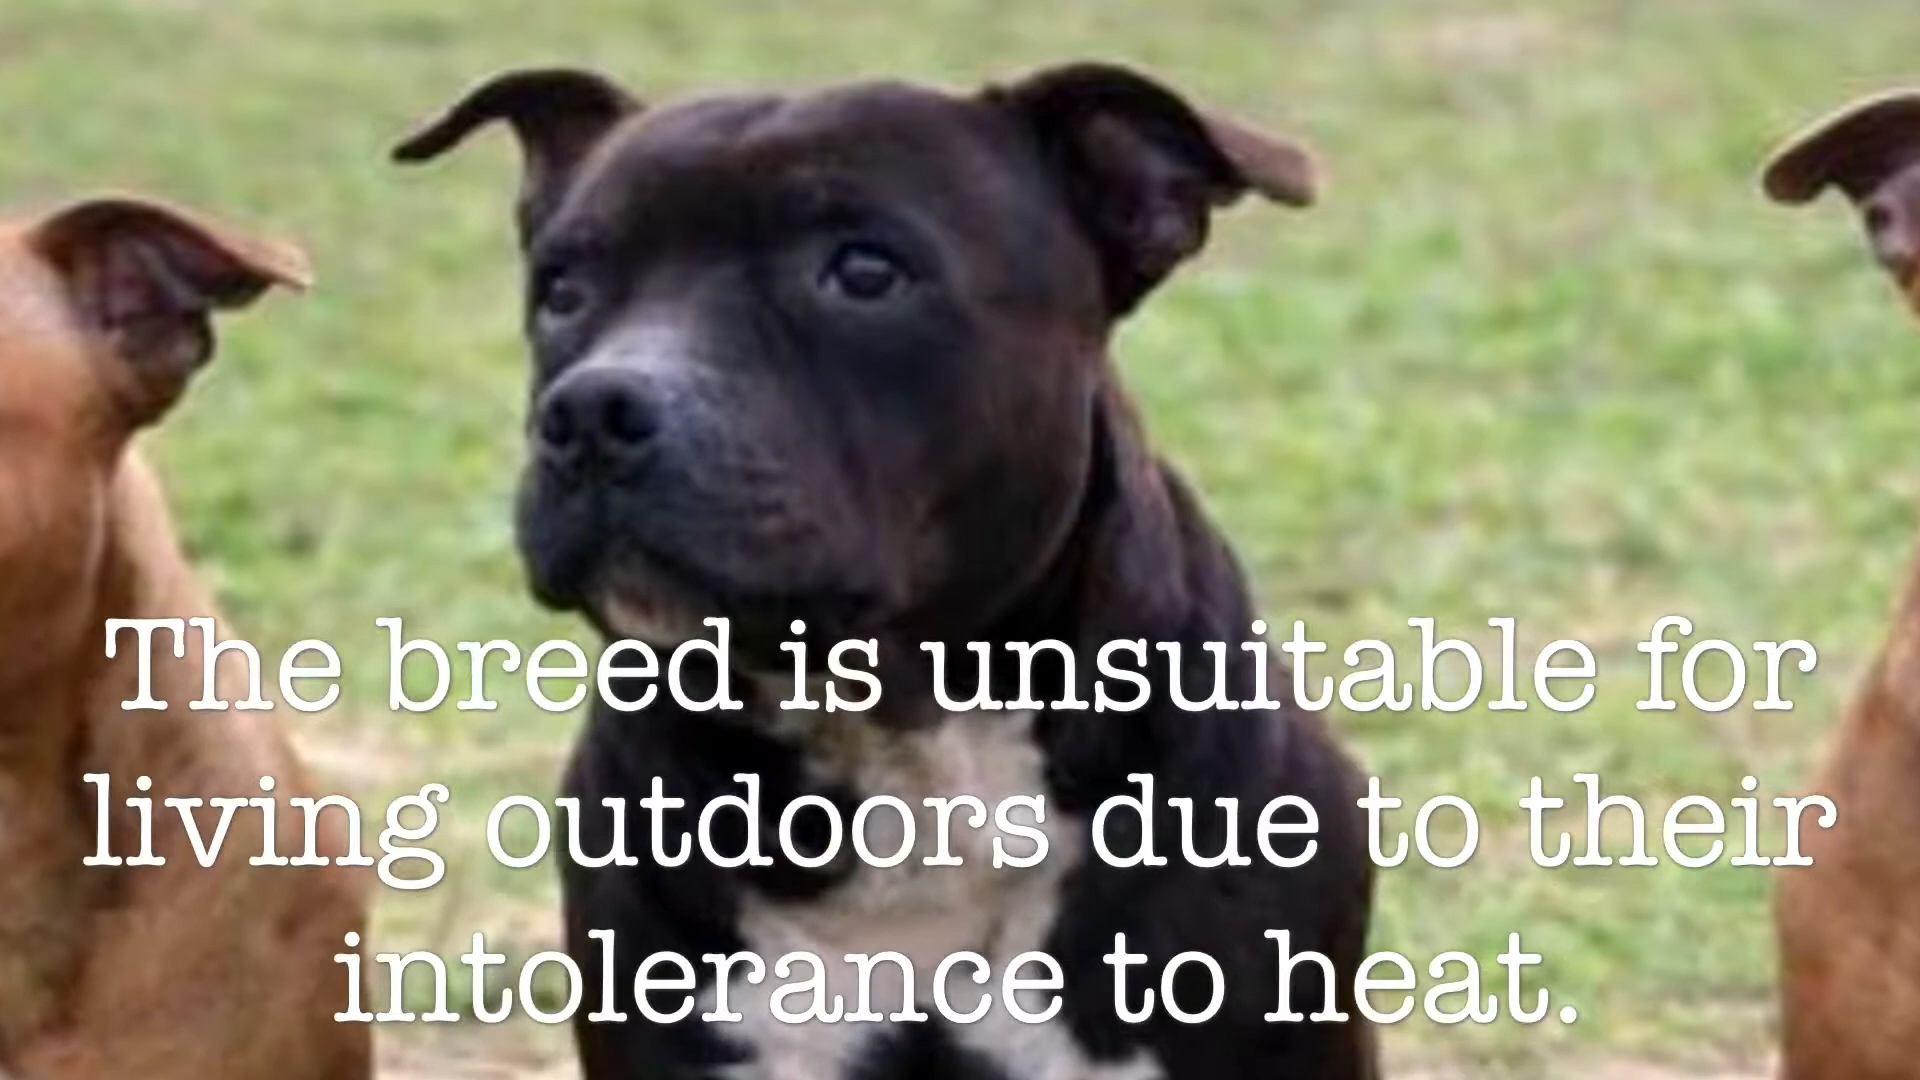 The breed is unsuitable for
living outdoors due to their
intolerance to heat.